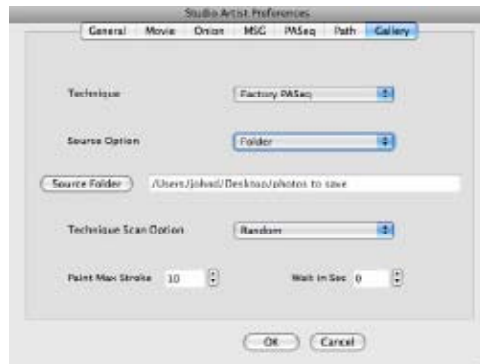 Studio Artist Preferences
General Movie Onion MSG PASeq Path Gallery
Technique Factory PASeq
Source Option Folder
Source Folder /Users/johnd/Desktop/photos to save
Technique Scan Option Random
Paint Max Stroke 10 Wait in Sec 0
OK Cancel